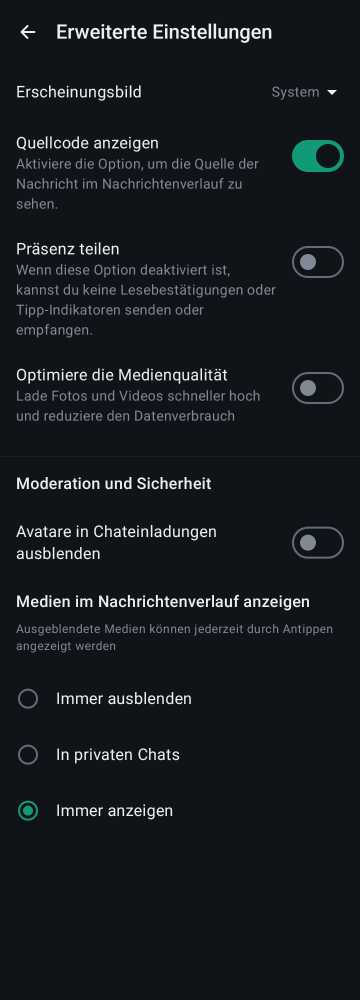 Erweiterte Einstellungen
Erscheinungsbild
System
Quellcode anzeigen
Aktiviere die Option, um die Quelle der
Nachricht im Nachrichtenverlauf zu
sehen.
Präsenz teilen
Wenn diese Option deaktiviert ist,
kannst du keine Lesebestätigungen oder
Tipp-Indikatoren senden oder
empfangen.
Optimiere die Medienqualität
Lade Fotos und Videos schneller hoch
und reduziere den Datenverbrauch
Moderation und Sicherheit
Avatare in Chateinladungen
ausblenden
Medien im Nachrichtenverlauf anzeigen
Ausgeblendete Medien können jederzeit durch Antippen
angezeigt werden
Immer ausblenden
In privaten Chats
Immer anzeigen